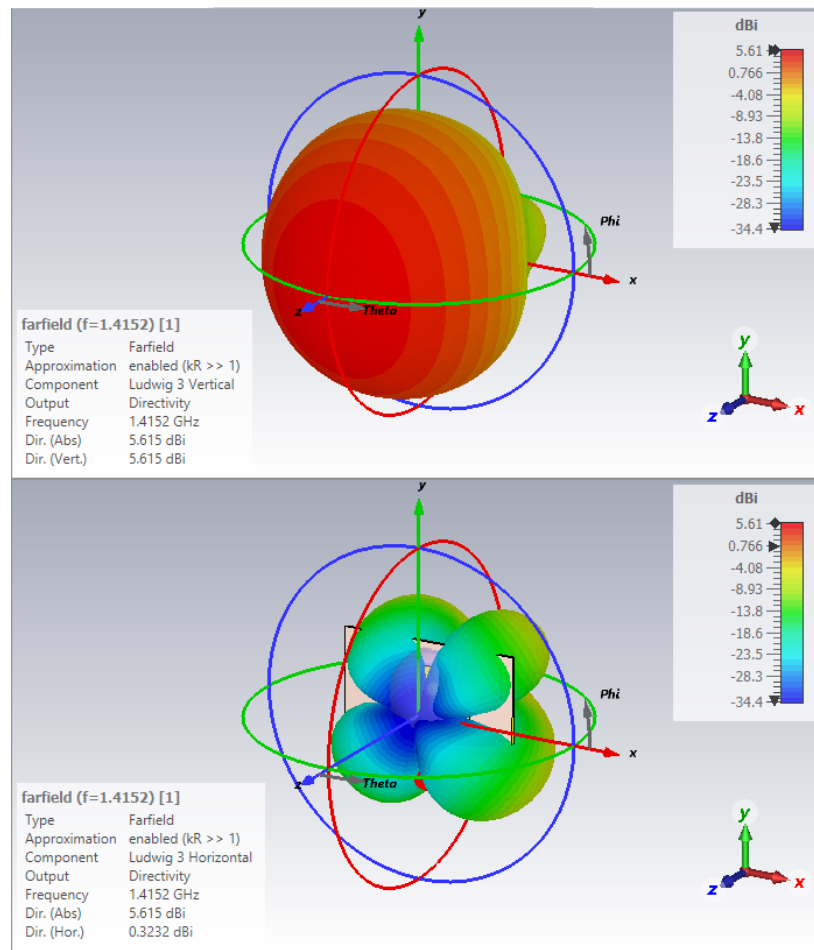 y
dBi
5.61
0.766
-4.08
-8.93
-13.8
-18.6
-23.5
-28.3
-34.4
Phi
x
z
Theta
farfield (f=1.4152) [1]
Type Farfield
Approximation enabled (kR >> 1)
Component Ludwig 3 Vertical
Output Directivity
Frequency 1.4152 GHz
Dir. (Abs) 5.615 dBi
Dir. (Vert.) 5.615 dBi
y
z
x
y
dBi
5.61
0.766
-4.08
-8.93
-13.8
-18.6
-23.5
-28.3
-34.4
Phi
x
z
Theta
farfield (f=1.4152) [1]
Type Farfield
Approximation enabled (kR >> 1)
Component Ludwig 3 Horizontal
Output Directivity
Frequency 1.4152 GHz
Dir. (Abs) 5.615 dBi
Dir. (Hor.) 0.3232 dBi
y
z
x